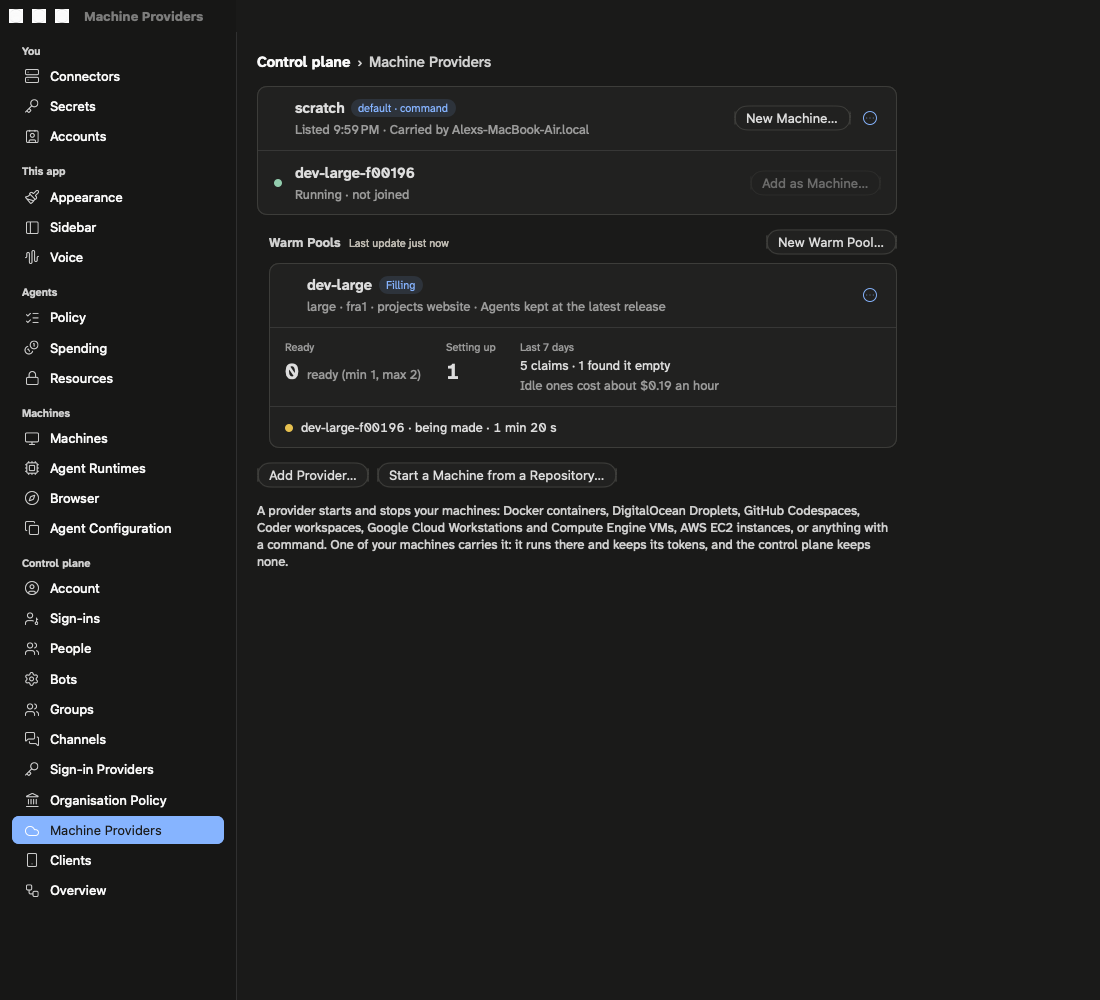 Machine Providers
You
Connectors
Secrets
Accounts
This app
Appearance
Sidebar
Voice
Agents
Policy
Spending
Resources
Machines
Machines
Agent Runtimes
Browser
Agent Configuration
Control plane
Account
Sign-ins
People
Bots
Groups
Channels
Sign-in Providers
Organisation Policy
Machine Providers
Clients
Overview
Control plane › Machine Providers
scratch default · command
Listed 9:59 PM · Carried by Alexs-MacBook-Air.local
New Machine...
dev-large-f00196
Running · not joined
Add as Machine...
Warm Pools Last update just now
New Warm Pool...
dev-large Filling
large · fra1 · projects website · Agents kept at the latest release
Ready
0 ready (min 1, max 2)
Setting up
1
Last 7 days
5 claims · 1 found it empty
Idle ones cost about $0.19 an hour
dev-large-f00196 · being made · 1 min 20 s
Add Provider...
Start a Machine from a Repository...
A provider starts and stops your machines: Docker containers, DigitalOcean Droplets, GitHub Codespaces,
Coder workspaces, Google Cloud Workstations and Compute Engine VMs, AWS EC2 instances, or anything with
a command. One of your machines carries it: it runs there and keeps its tokens, and the control plane keeps
none.